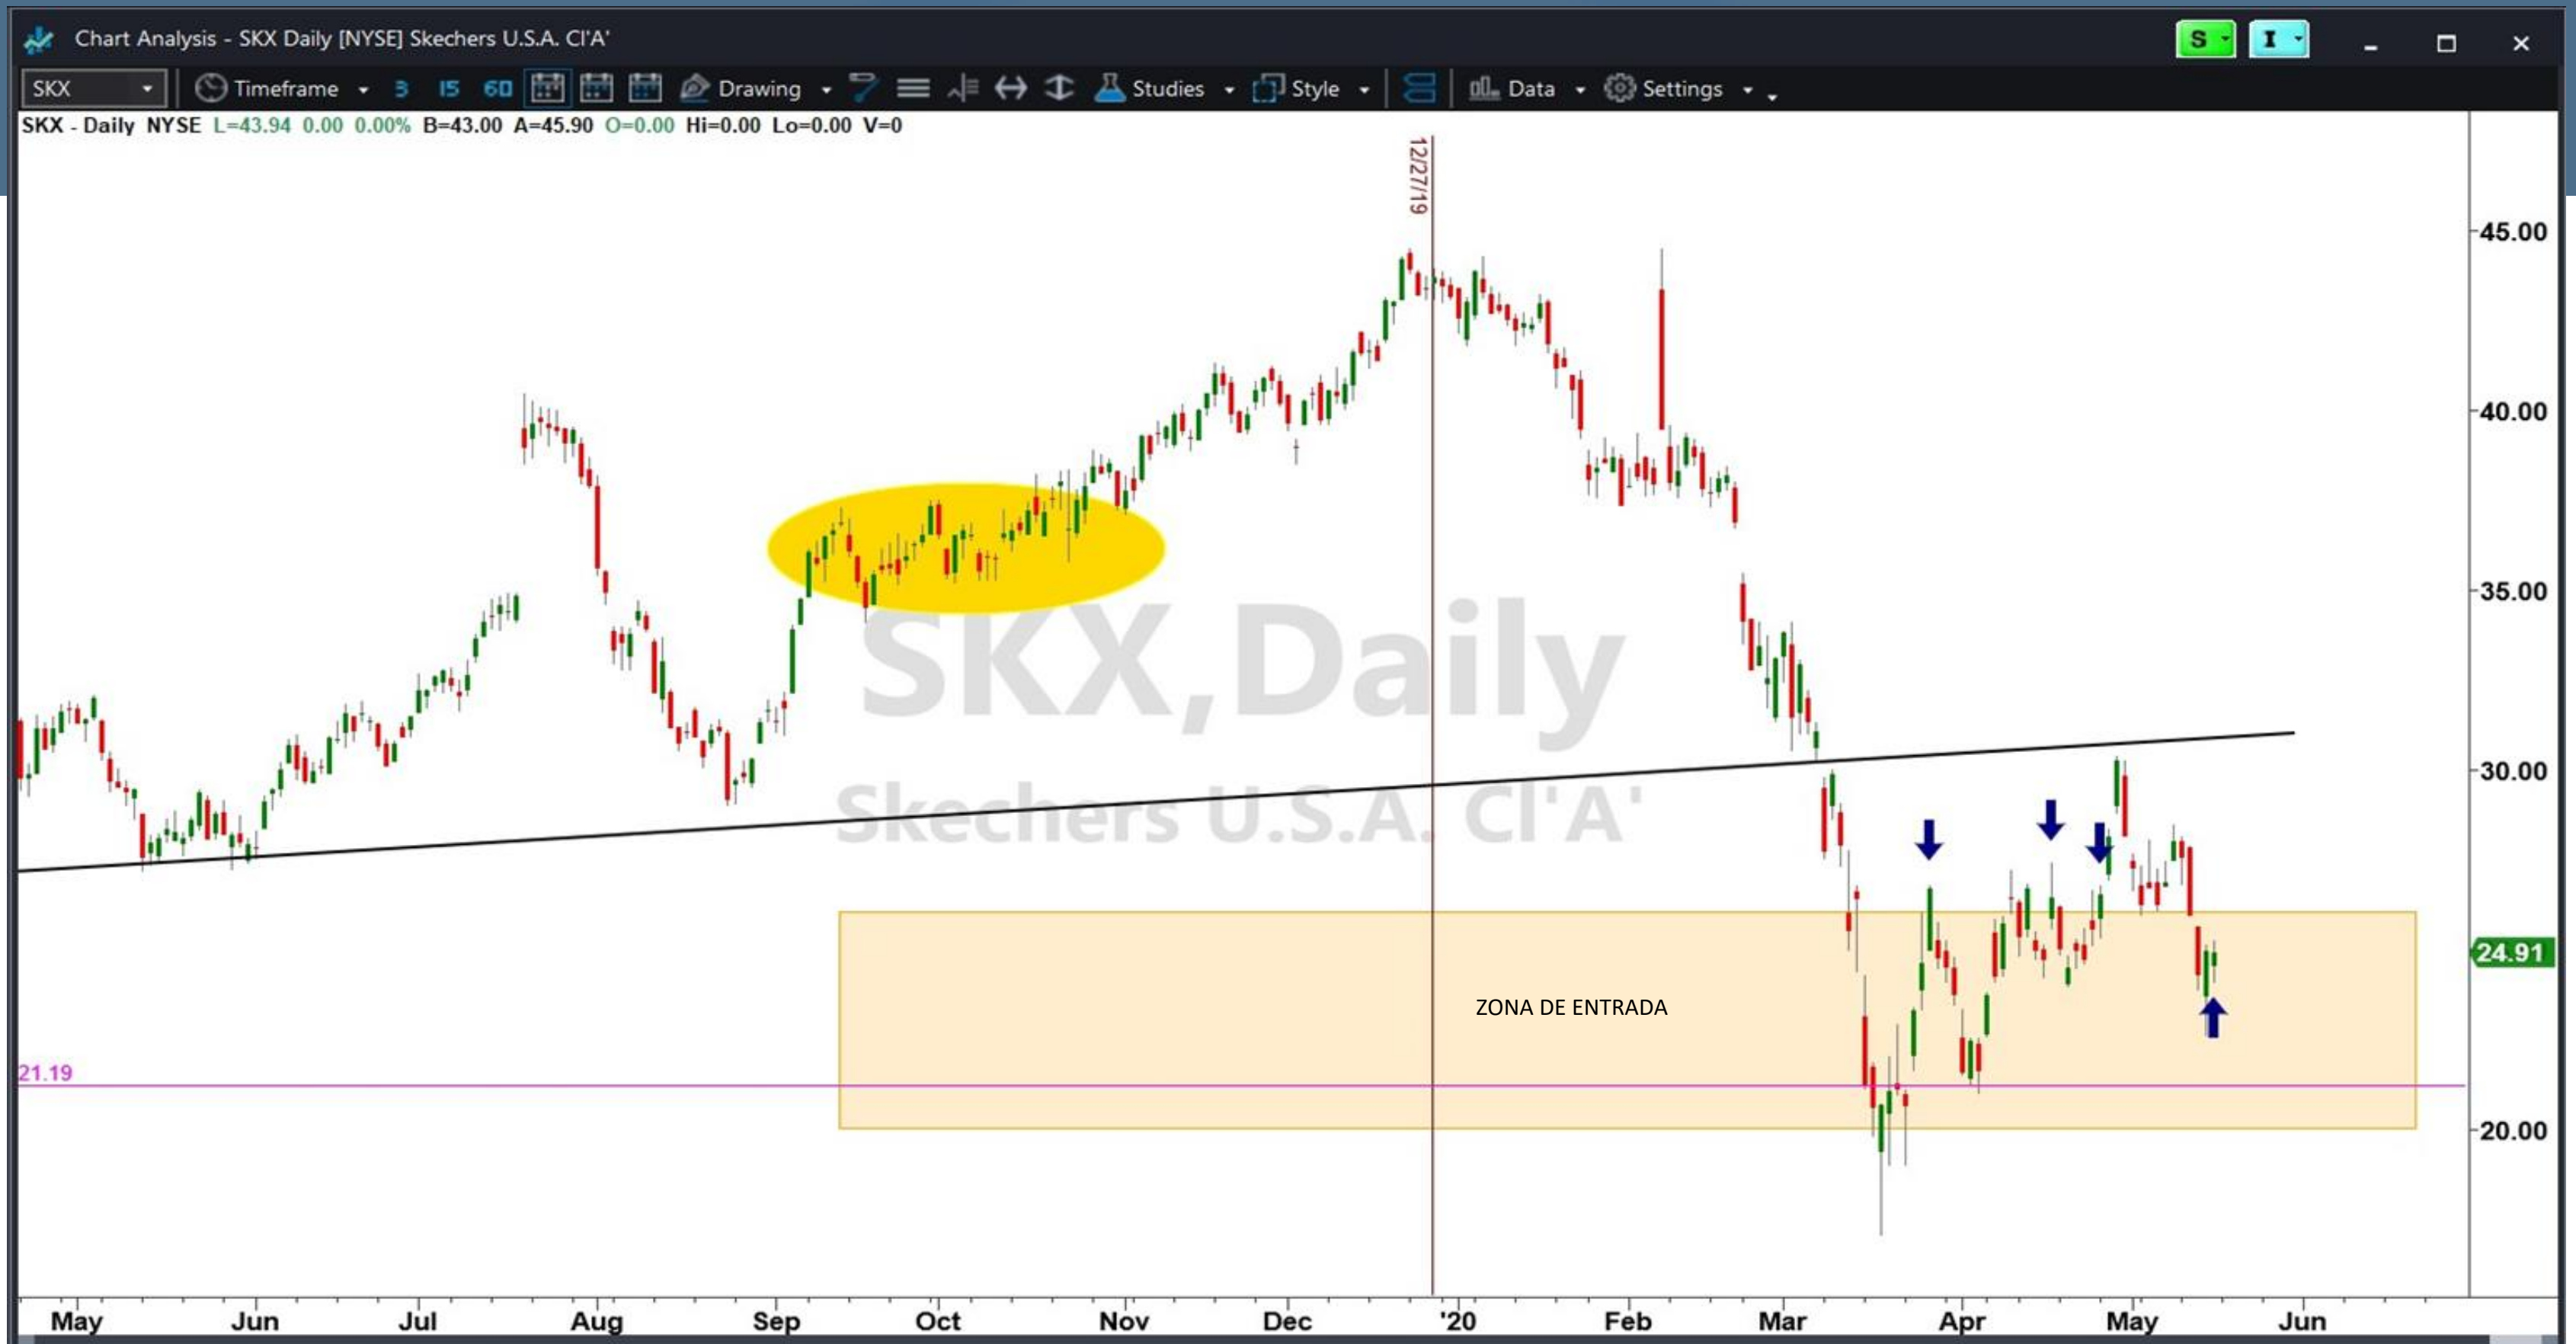 Chart Analysis - SKX Daily [NYSE] Skechers U.S.A. Cl'A'
S
I
SKX
Timeframe
3
15
60
Drawing
Studies
Style
Data
Settings
SKX - Daily NYSE L=43.94 0.00 0.00% B=43.00 A=45.90 O=0.00 Hi=0.00 Lo=0.00 V=0
12/27/19
45.00
40.00
35.00
SKX,Daily
30.00
Skechers U.S.A. Cl'A'
24.91
ZONA DE ENTRADA
21.19
20.00
May Jun Jul Aug Sep Oct Nov Dec '20 Feb Mar Apr May Jun